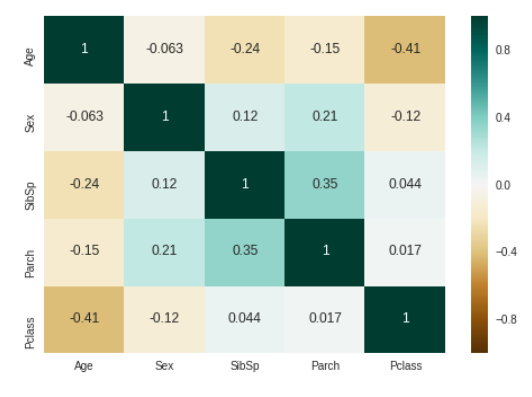 Age 1 -0.063 -0.24 -0.15 -0.41
Sex -0.063 1 0.12 0.21 -0.12
SibSp -0.24 0.12 1 0.35 0.044
Parch -0.15 0.21 0.35 1 0.017
Pclass -0.41 -0.12 0.044 0.017 1
Age Sex SibSp Parch Pclass
0.8
0.4
0.0
−0.4
−0.8